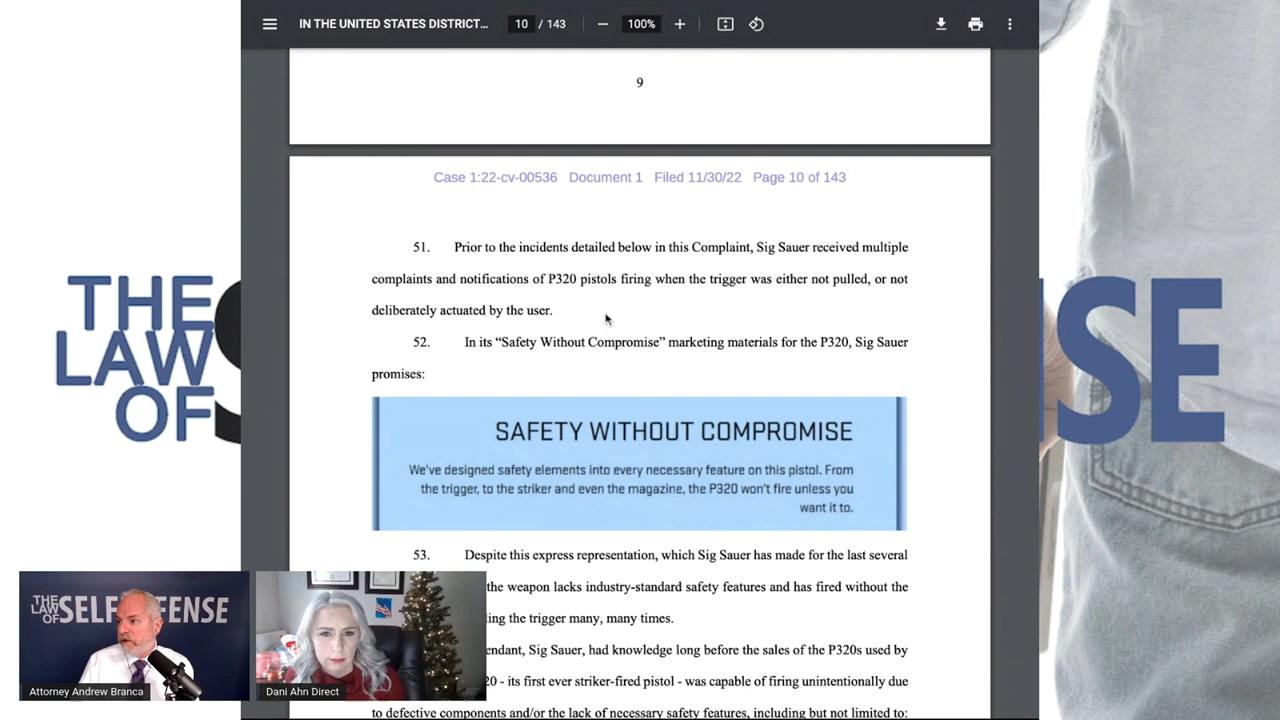 IN THE UNITED STATES DISTRICT...
10 / 143
100%
9
Case 1:22-cv-00536 Document 1 Filed 11/30/22 Page 10 of 143
51. Prior to the incidents detailed below in this Complaint, Sig Sauer received multiple
complaints and notifications of P320 pistols firing when the trigger was either not pulled, or not
deliberately actuated by the user.
52. In its “Safety Without Compromise” marketing materials for the P320, Sig Sauer
promises:
SAFETY WITHOUT COMPROMISE
We've designed safety elements into every necessary feature on this pistol. From
the trigger, to the striker and even the magazine, the P320 won't fire unless you
want it to.
53. Despite this express representation, which Sig Sauer has made for the last several
the weapon lacks industry-standard safety features and has fired without the
ing the trigger many, many times.
endant, Sig Sauer, had knowledge long before the sales of the P320s used by
20 - its first ever striker-fired pistol - was capable of firing unintentionally due
to defective components and/or the lack of necessary safety features, including but not limited to:
THE
LAW
OF
SE
THE
LAW
OF
SELF
FENSE
Attorney Andrew Branca
Dani Ahn Direct